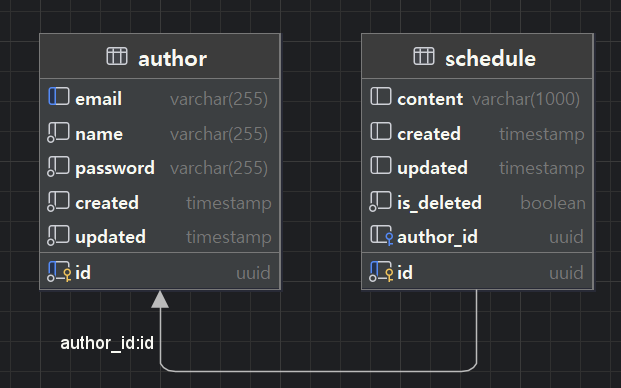 author
email varchar(255)
name varchar(255)
password varchar(255)
created timestamp
updated timestamp
id uuid
schedule
content varchar(1000)
created timestamp
updated timestamp
is_deleted boolean
author_id uuid
id uuid
author_id:id